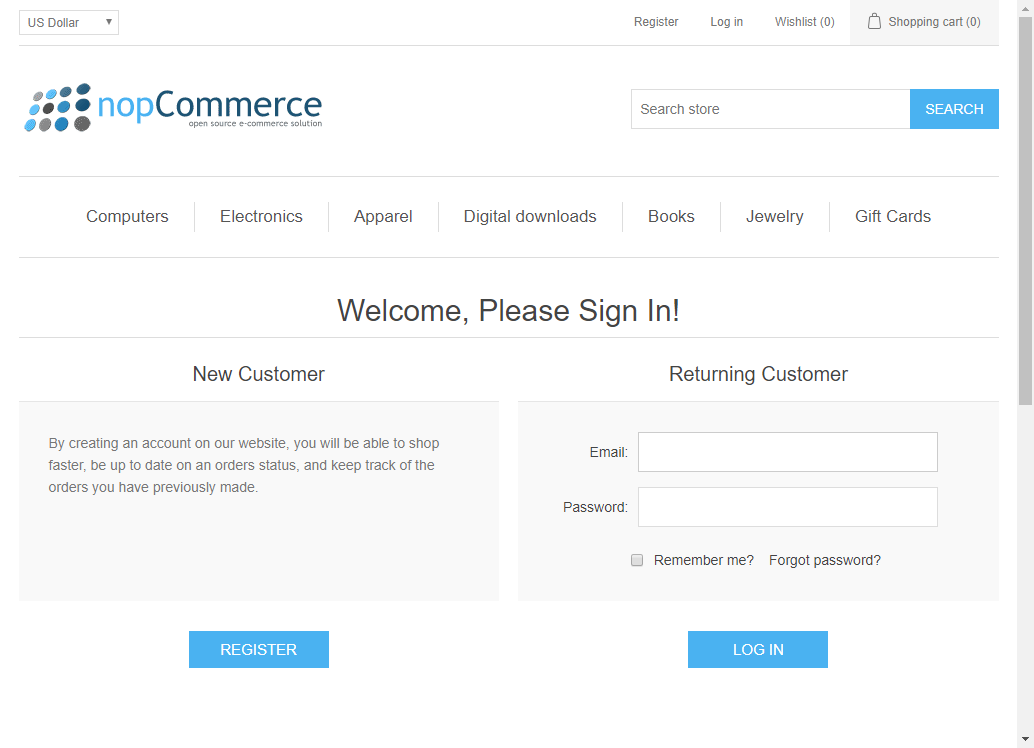 US Dollar
Register
Log in
Wishlist (0)
Shopping cart (0)
nopCommerce
open source e-commerce solution
Search store
SEARCH
Computers
Electronics
Apparel
Digital downloads
Books
Jewelry
Gift Cards
Welcome, Please Sign In!
New Customer
By creating an account on our website, you will be able to shop
faster, be up to date on an orders status, and keep track of the
orders you have previously made.
REGISTER
Returning Customer
Email:
Password:
Remember me?
Forgot password?
LOG IN